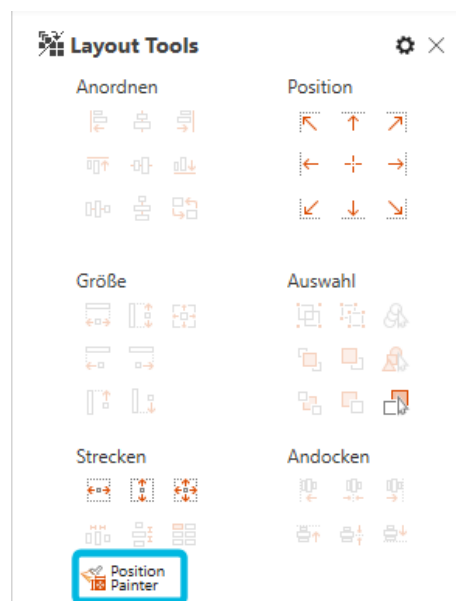 Layout Tools
Anordnen
Position
Größe
Auswahl
Strecken
Andocken
Position
Painter